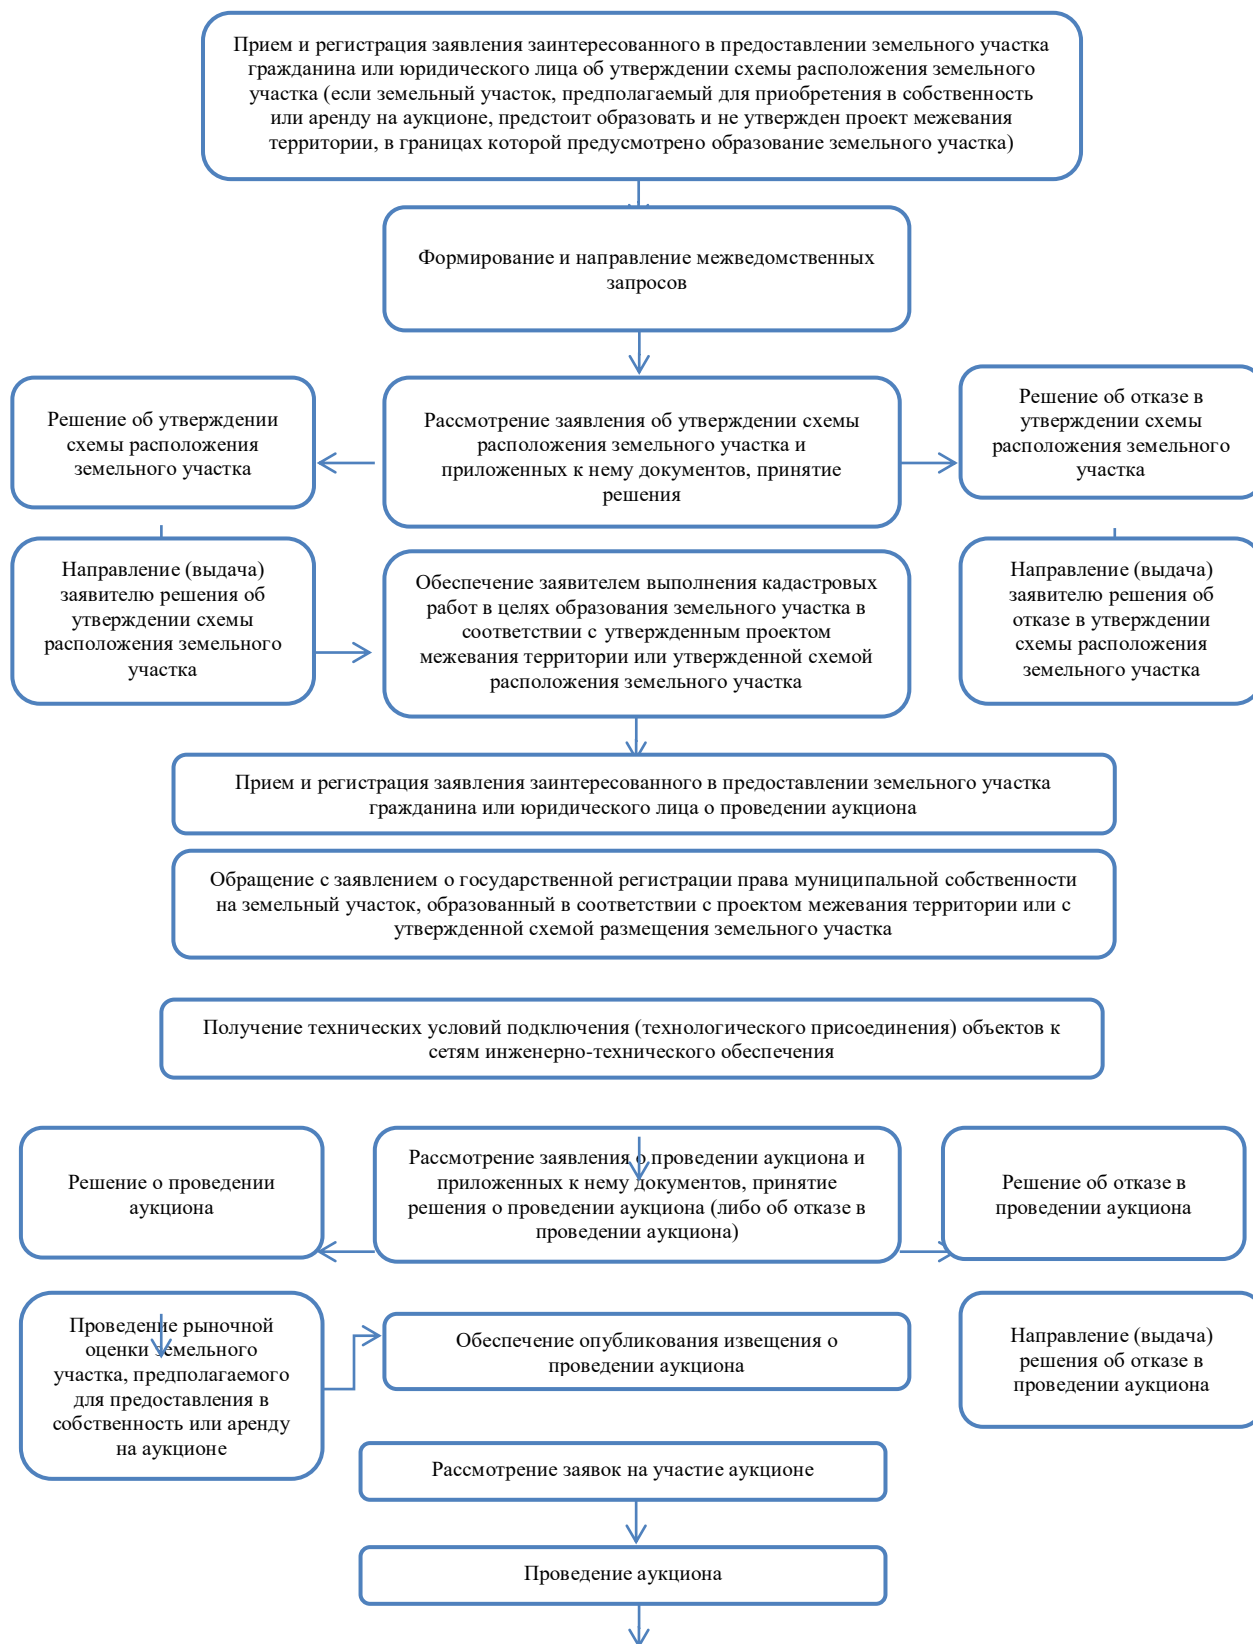 Прием и регистрация заявления заинтересованного в предоставлении земельного участка
гражданина или юридического лица об утверждении схемы расположения земельного
участка (если земельный участок, предполагаемый для приобретения в собственность
или аренду на аукционе, предстоит образовать и не утвержден проект межевания
территории, в границах которой предусмотрено образование земельного участка)
Формирование и направление межведомственных
запросов
Решение об утверждении
схемы расположения
земельного участка
Рассмотрение заявления об утверждении схемы
расположения земельного участка и
приложенных к нему документов, принятие
решения
Решение об отказе в
утверждении схемы
расположения земельного
участка
Направление (выдача)
заявителю решения об
утверждении схемы
расположения земельного
участка
Обеспечение заявителем выполнения кадастровых
работ в целях образования земельного участка в
соответствии с утвержденным проектом
межевания территории или утвержденной схемой
расположения земельного участка
Направление (выдача)
заявителю решения об
отказе в утверждении
схемы расположения
земельного участка
Прием и регистрация заявления заинтересованного в предоставлении земельного участка
гражданина или юридического лица о проведении аукциона
Обращение с заявлением о государственной регистрации права муниципальной собственности
на земельный участок, образованный в соответствии с проектом межевания территории или с
утвержденной схемой размещения земельного участка
Получение технических условий подключения (технологического присоединения) объектов к
сетям инженерно-технического обеспечения
Решение о проведении
аукциона
Рассмотрение заявления о проведении аукциона и
приложенных к нему документов, принятие
решения о проведении аукциона (либо об отказе в
проведении аукциона)
Решение об отказе в
проведении аукциона
Проведение рыночной
оценки земельного
участка, предполагаемого
для предоставления в
собственность или аренду
на аукционе
Обеспечение опубликования извещения о
проведении аукциона
Направление (выдача)
решения об отказе в
проведении аукциона
Рассмотрение заявок на участие аукционе
Проведение аукциона